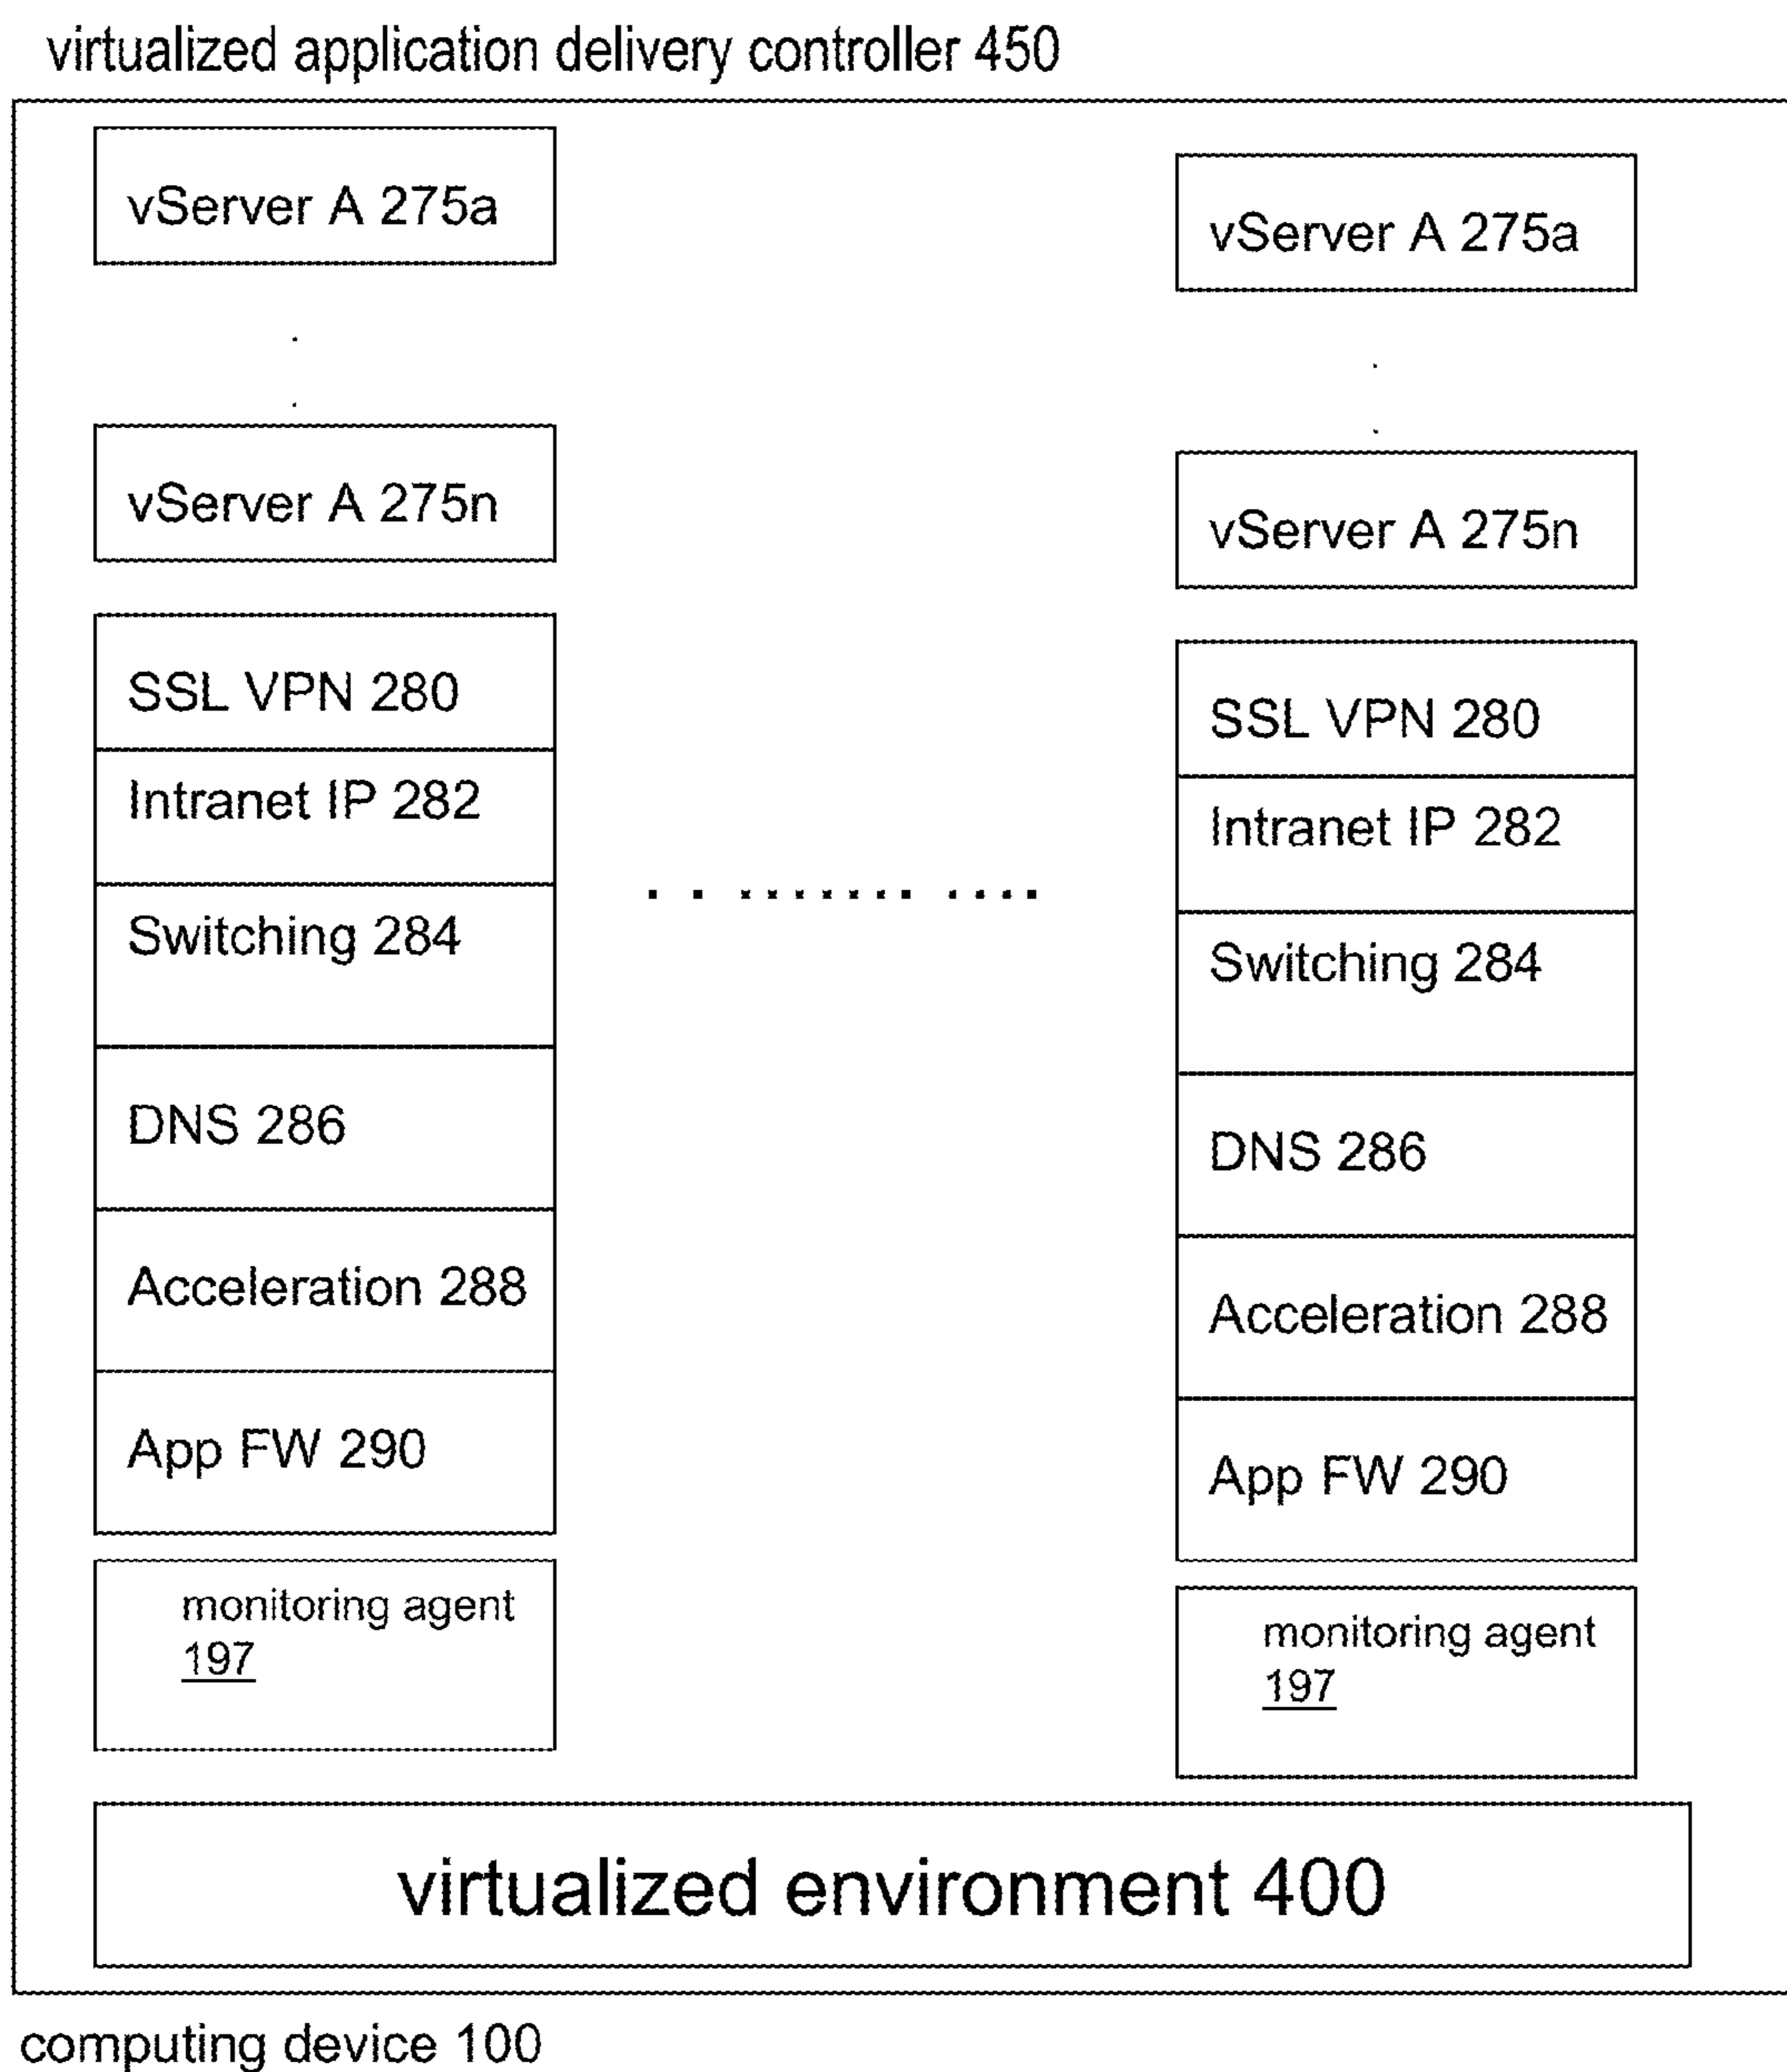 virtualized application delivery controller 450
vServer A 275a
vServer A 275n
SSL VPN 280
Intranet IP 282
Switching 284
DNS 286
Acceleration 288
App FW 290
monitoring agent
197
vServer A 275a
vServer A 275n
SSL VPN 280
Intranet IP 282
Switching 284
DNS 286
Acceleration 288
App FW 290
monitoring agent
197
virtualized environment 400
computing device 100